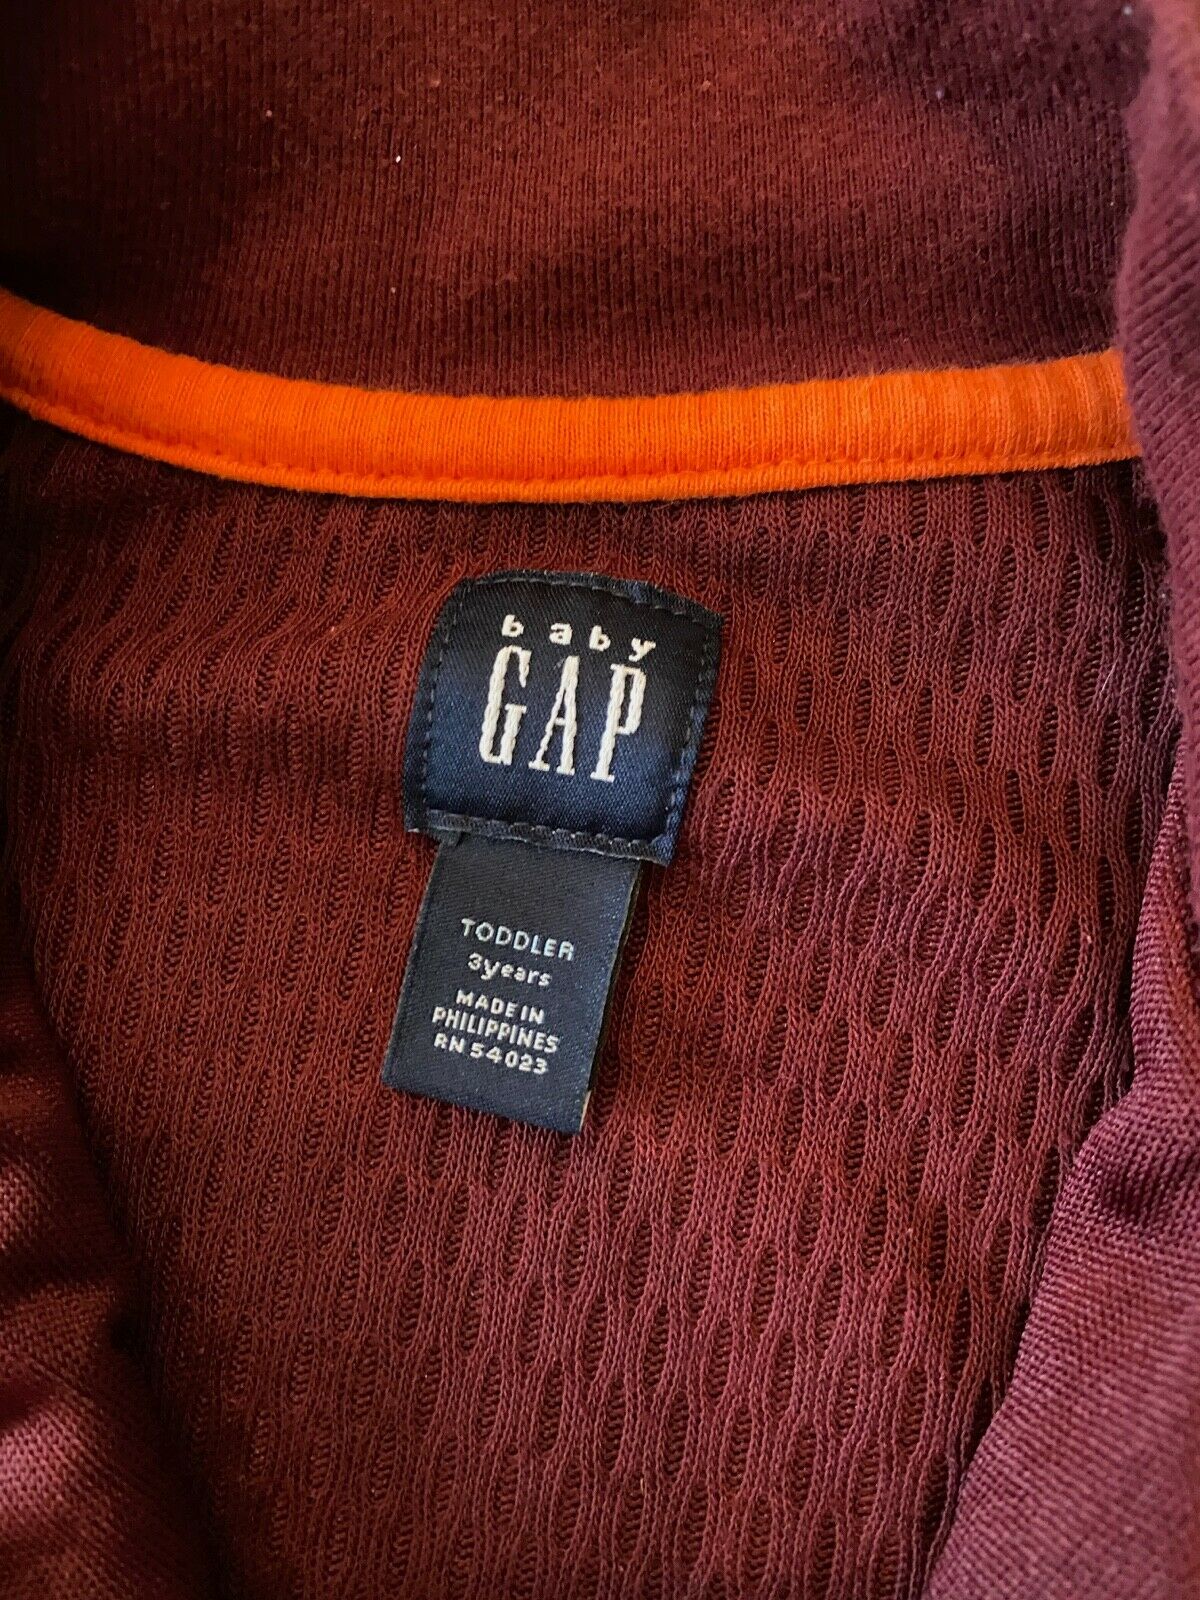 baby
GAP
TODDLER
3years
MADE IN
PHILIPPINES
RN 54023